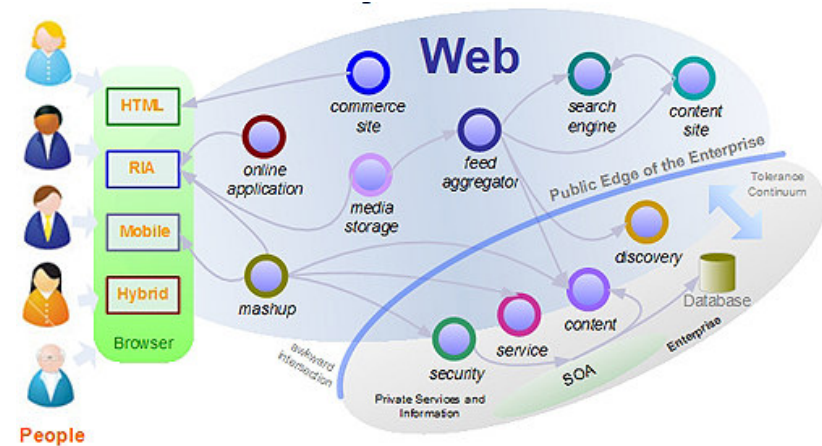 Web
HTML
RIA
Mobile
Hybrid
Browser
People
commerce
site
online
application
media
storage
feed
aggregator
search
engine
content
site
mashup
Public Edge of the Enterprise
Tolerance
Continuum
discovery
Database
content
service
security
awkward
intersection
SOA
Enterprise
Private Services and
Information